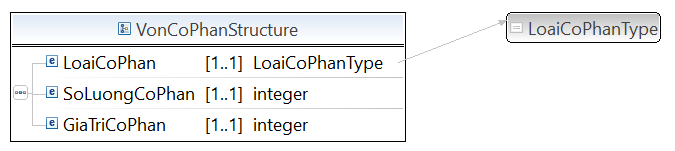 VonCoPhanStructure
LoaiCoPhanType
LoaiCoPhan [1..1] LoaiCoPhanType
SoLuongCoPhan [1..1] integer
GiaTriCoPhan [1..1] integer